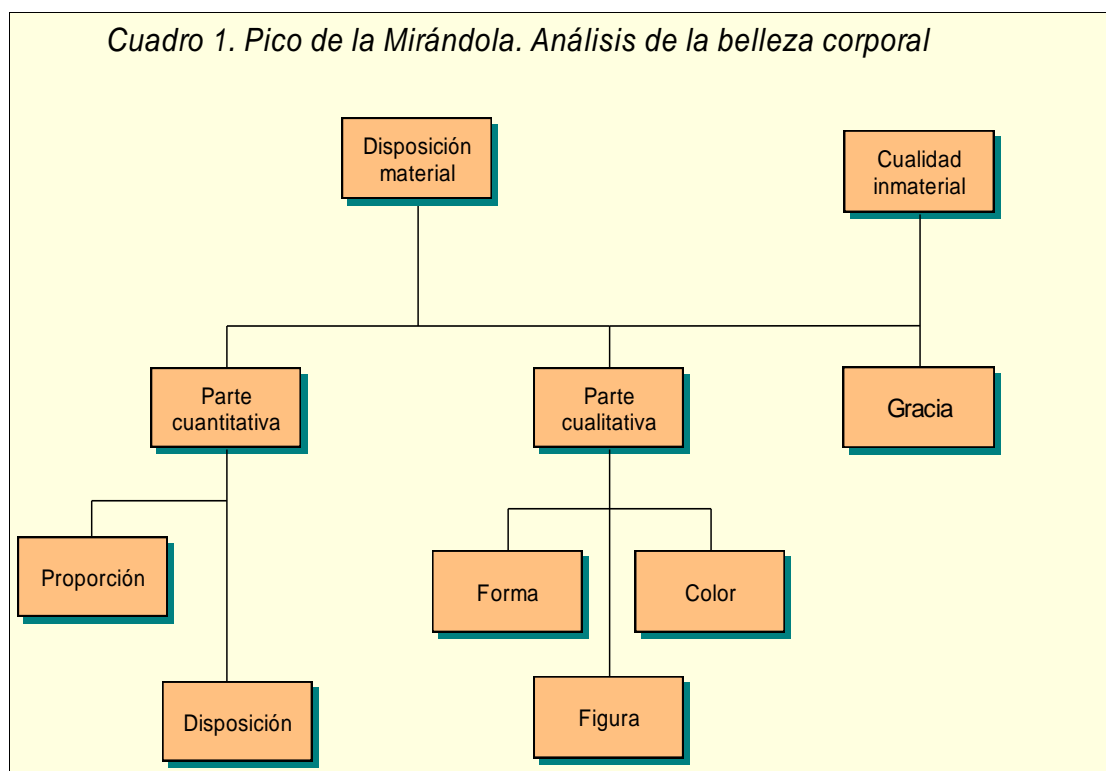 Cuadro 1. Pico de la Mirándola. Análisis de la belleza corporal
Disposición
material
Cualidad
inmaterial
Parte
cuantitativa
Parte
cualitativa
Gracia
Proporción
Forma
Color
Disposición
Figura